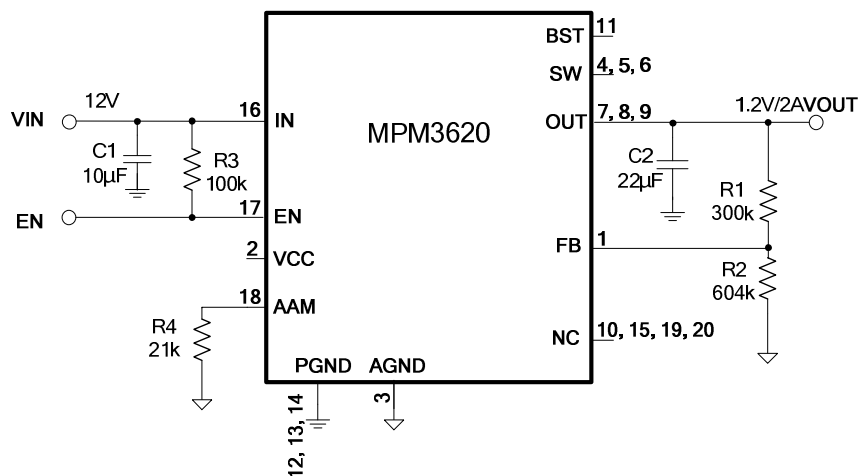 BST
11
SW
4, 5, 6
VIN
12V
16
IN
MPM3620
OUT
7, 8, 9
1.2V/2A
VOUT
C1
10μF
R3
100k
C2
22μF
R1
300k
EN
17
EN
FB
1
2
VCC
R2
604k
18
AAM
R4
21k
NC
10, 15, 19, 20
PGND
AGND
12, 13, 14
3